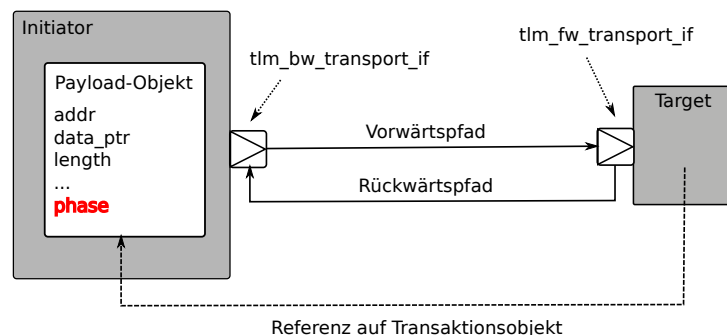 Initiator
Payload-Objekt
addr
data_ptr
length
...
phase
tlm_bw_transport_if
tlm_fw_transport_if
Target
Vorwärtspfad
Rückwärtspfad
Referenz auf Transaktionsobjekt